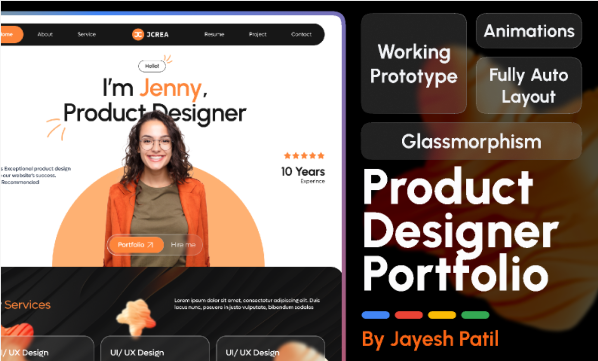 Home
About
Service
JC
JCREA
Resume
Project
Contact
Hello!
I'm Jenny,
Product Designer
's Exceptional product design
our website's success.
Recommended
10 Years
Experince
Portfolio
Hire me
Services
Lorem ipsum dolor sit amet, consectetur adipiscing elit. Duis
lacus nunc, posuere in justo vulputate, bibendum sodales
UI/ UX Design
UI/ UX Design
UI/ UX Design
Working
Prototype
Animations
Fully Auto
Layout
Glassmorphism
Product
Designer
Portfolio
By Jayesh Patil